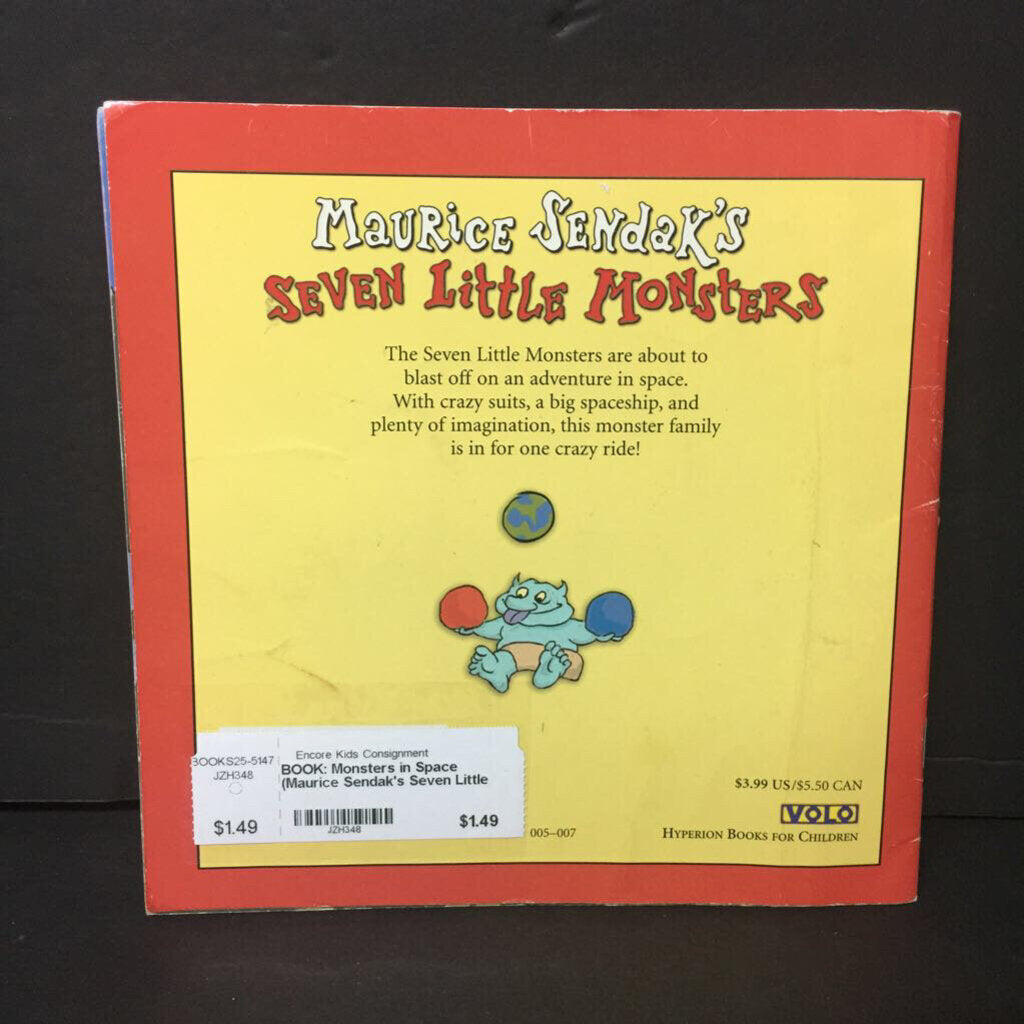 Maurice Sendak's
Seven Little Monsters
The Seven Little Monsters are about to
blast off on an adventure in space.
With crazy suits, a big spaceship, and
plenty of imagination, this monster family
is in for one crazy ride!
BOOKS25-5147
JZH348
$1.49
Encore Kids Consignment
BOOK: Monsters in Space
(Maurice Sendak's Seven Little
JZH348
$1.49
005–007
$3.99 US/$5.50 CAN
VOLO
Hyperion Books for Children